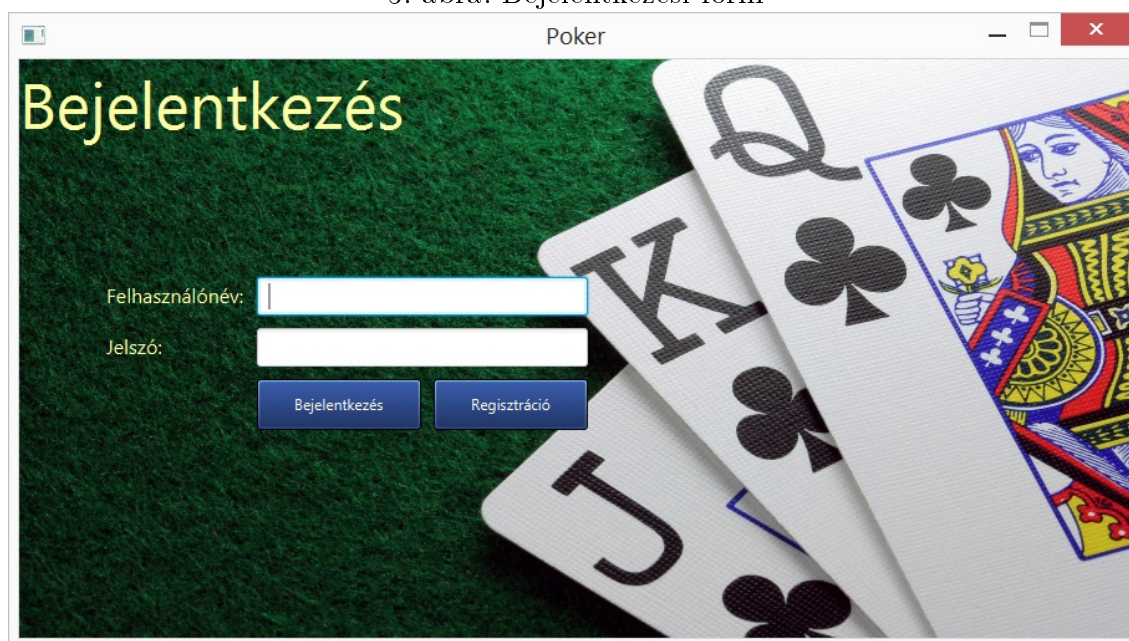 Poker
Bejelentkezés
Felhasználónév:
Jelszó:
Bejelentkezés Regisztráció
Q
K
J